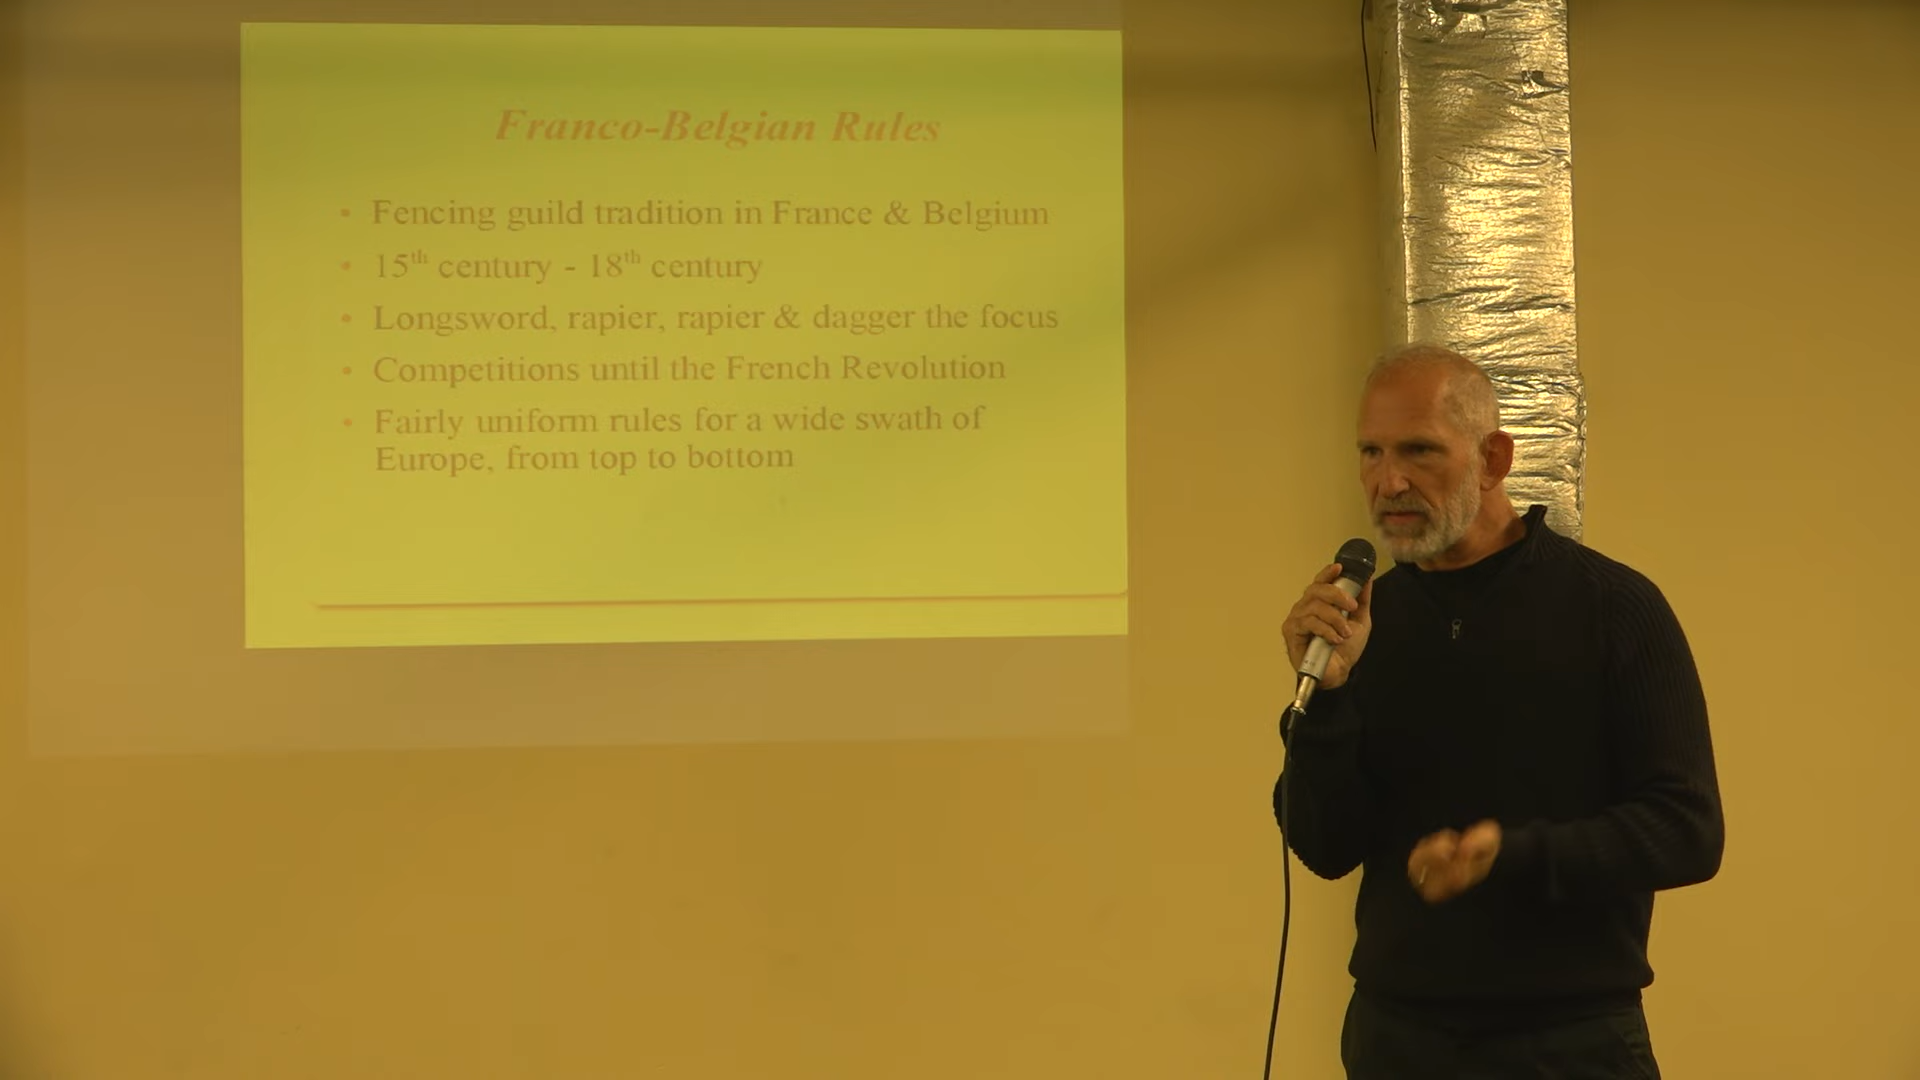 Franco-Belgian Rules
• Fencing guild tradition in France & Belgium
• 15th century - 18th century
• Longsword, rapier, rapier & dagger the focus
• Competitions until the French Revolution
• Fairly uniform rules for a wide swath of
Europe, from top to bottom